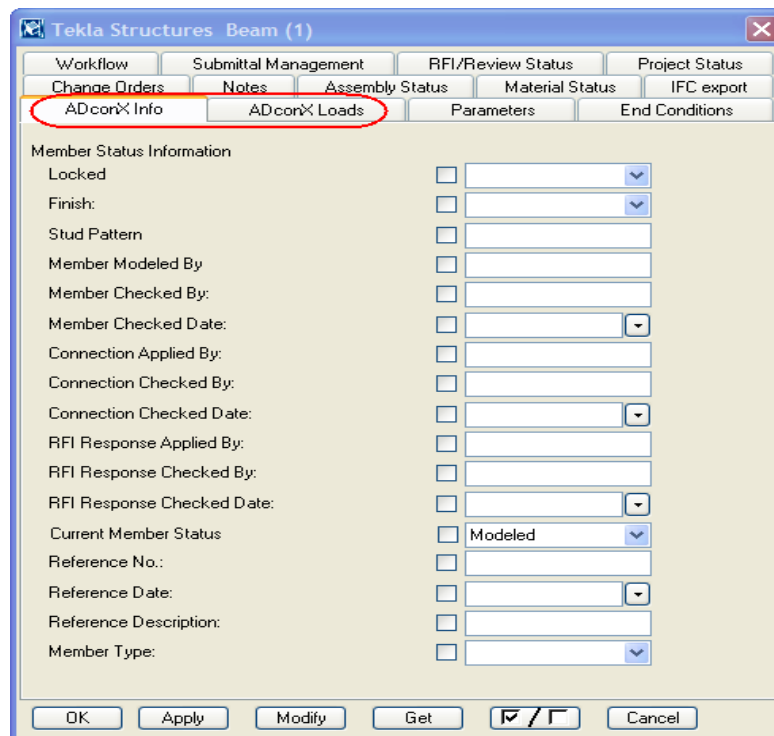 Tekla Structures Beam (1)
Workflow Submittal Management RFI/Review Status Project Status
Change Orders Notes Assembly Status Material Status IFC export
ADconX Info ADconX Loads Parameters End Conditions
Member Status Information
Locked
Finish:
Stud Pattern
Member Modeled By
Member Checked By:
Member Checked Date:
Connection Applied By:
Connection Checked By:
Connection Checked Date:
RFI Response Applied By:
RFI Response Checked By:
RFI Response Checked Date:
Current Member Status Modeled
Reference No.:
Reference Date:
Reference Description:
Member Type:
OK Apply Modify Get / Cancel